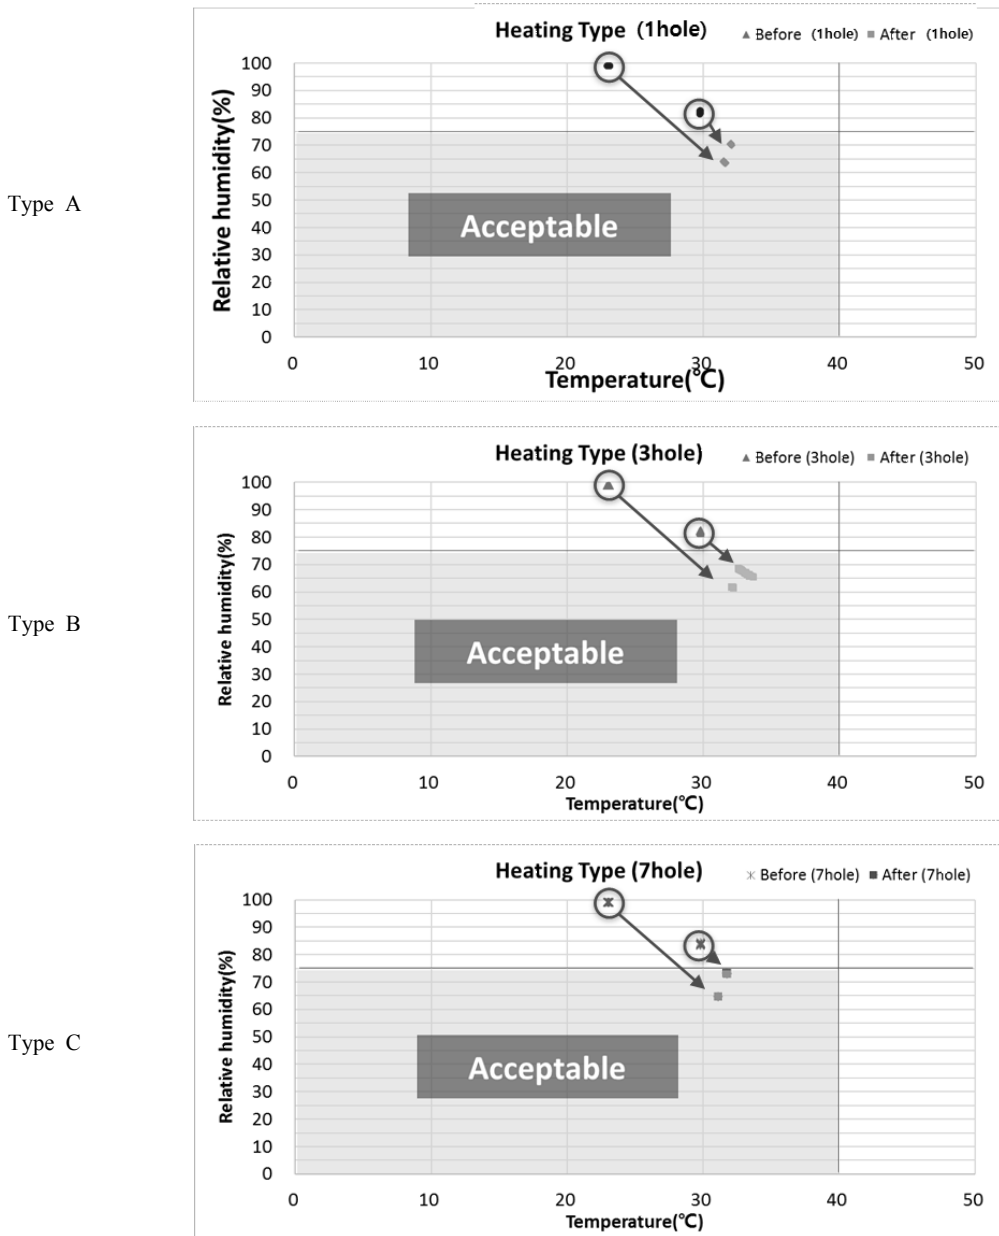 Type A
Heating Type (1hole)
▲ Before (1hole) ■ After (1hole)
Relative humidity(%)
100
90
80
70
60
50
40
30
20
10
0
Acceptable
0 10 20 30 40 50
Temperature(℃)
Type B
Heating Type (3hole)
▲ Before (3hole) ■ After (3hole)
Relative humidity(%)
100
90
80
70
60
50
40
30
20
10
0
Acceptable
0 10 20 30 40 50
Temperature(℃)
Type C
Heating Type (7hole)
Before (7hole) ■ After (7hole)
Relative humidity(%)
100
90
80
70
60
50
40
30
20
10
0
Acceptable
0 10 20 30 40 50
Temperature(℃)